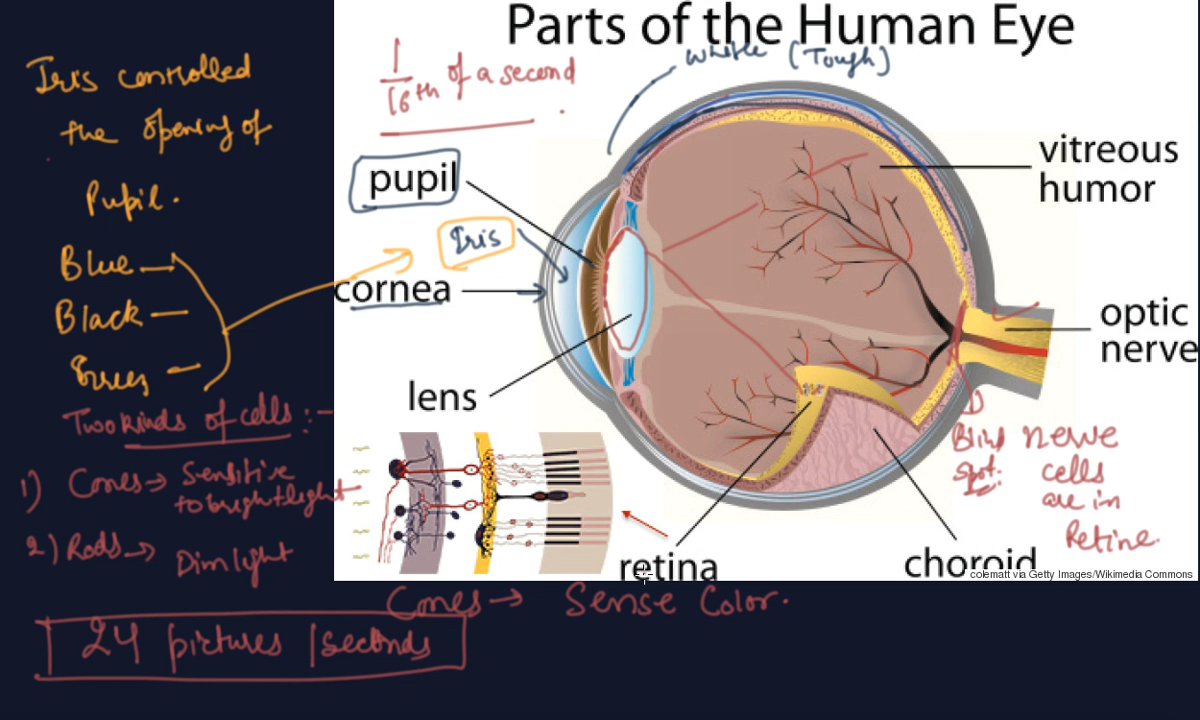 Parts of the Human Eye
white (Tough)
1/16th of a second
Iris controlled
the opening of
Pupil.
Blue
Black
pupil
Iris
cornea
lens
vitreous
humor
optic
nerve
retina
choroid
colematt via Getty Images/Wikimedia Commons
Two kinds of cells :-
1) Cones → Sensitive
to bright light
2) Rods → Dim light
Blind
Spot:
nerve
cells
are in
Retine.
Cones → Sense Color.
24 pictures /seconds